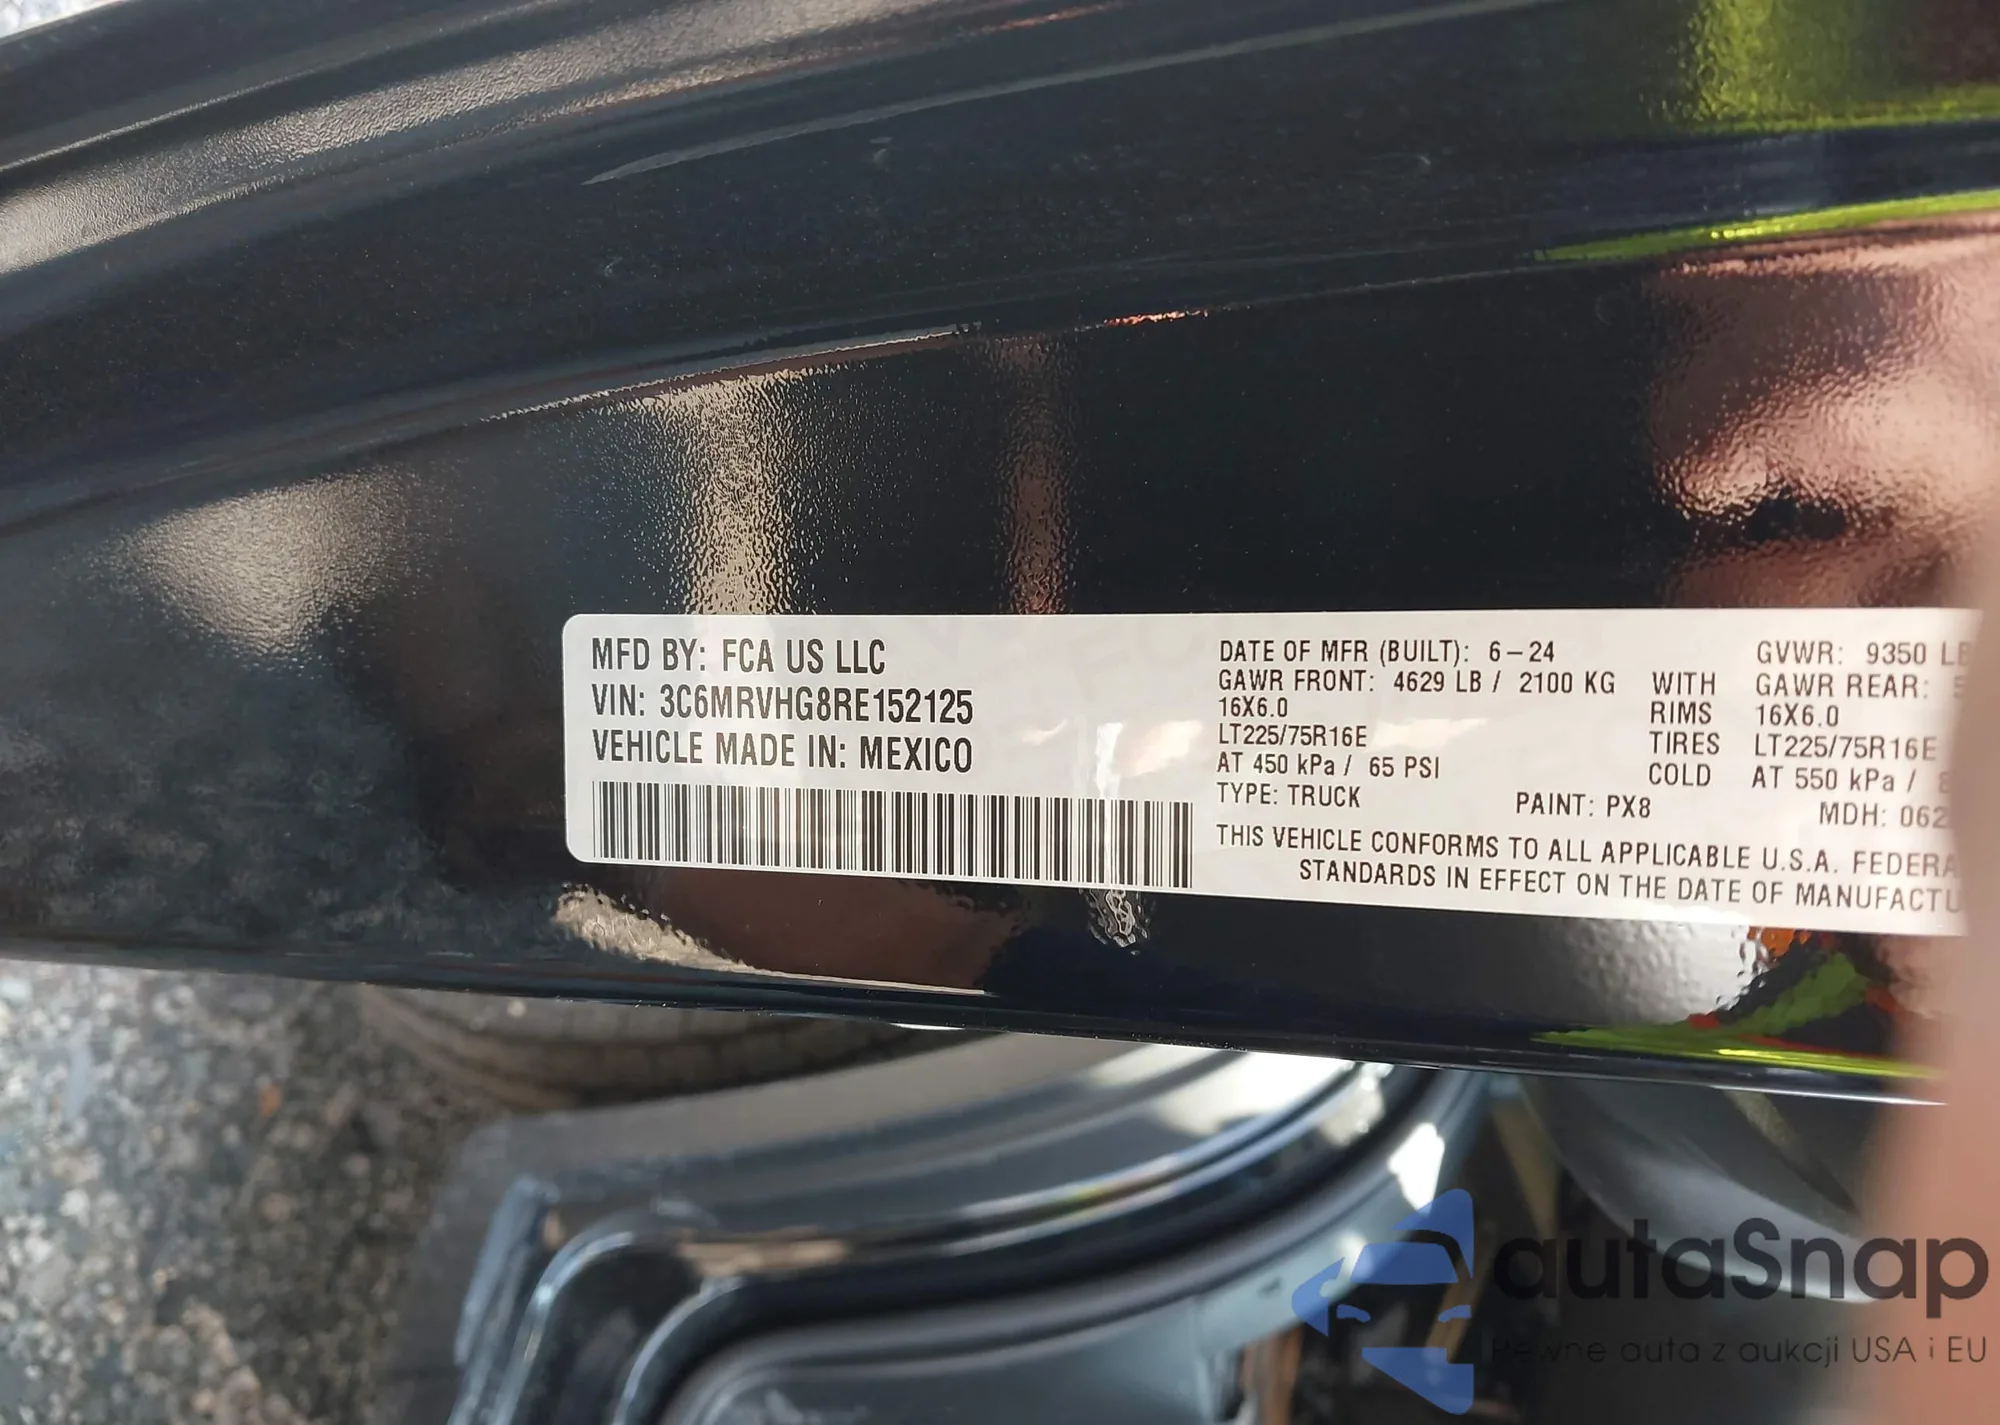 MFD BY: FCA US LLC
VIN: 3C6MRVHG8RE152125
VEHICLE MADE IN: MEXICO
DATE OF MFR (BUILT): 6-24 GVWR: 9350
GAWR FRONT: 4629 LB / 2100 KG WITH GAWR REAR:
16X6.0 RIMS 16X6.0
LT225/75R16E TIRES LT225/75R16E
AT 450 kPa / 65 PSI COLD AT 550 kPa /
TYPE: TRUCK PAINT: PX8 MDH: 062
THIS VEHICLE CONFORMS TO ALL APPLICABLE U.S.A. FEDERA
STANDARDS IN EFFECT ON THE DATE OF MANUFACTU
autaSnap
Pewne auta z aukcji USA i EU